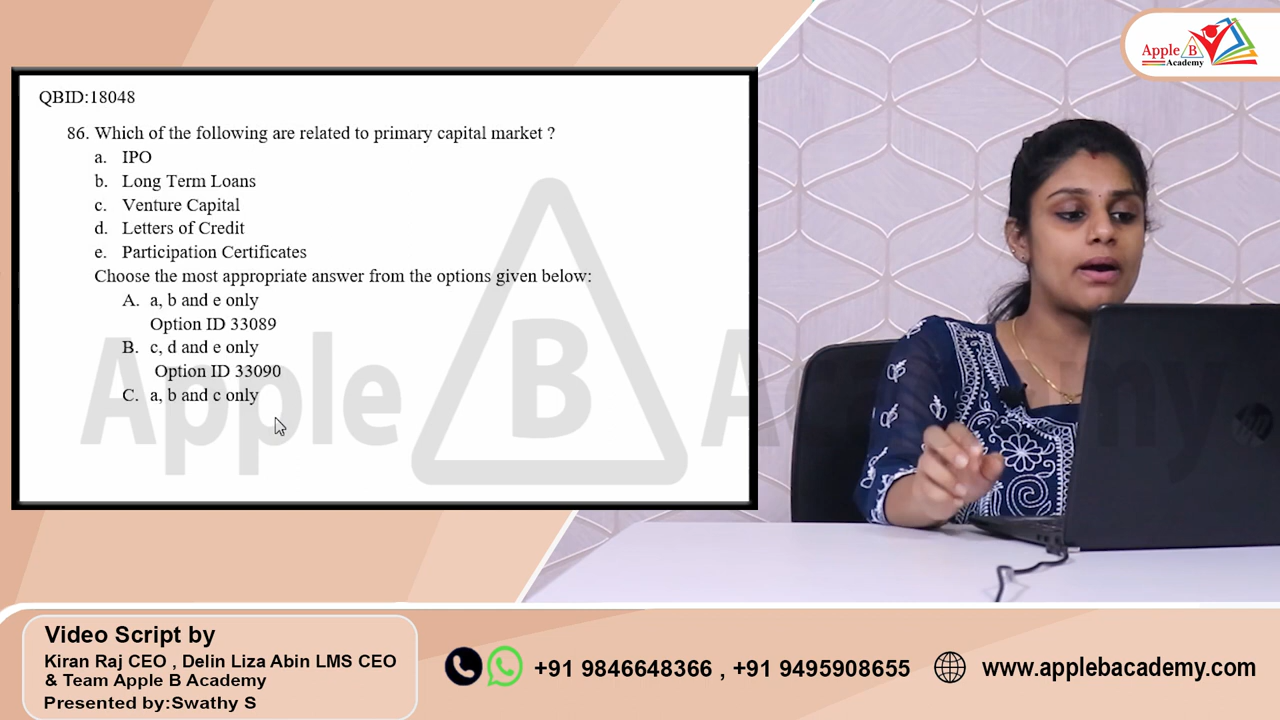 Apple B
Academy
QBID:18048
86. Which of the following are related to primary capital market ?
a. IPO
b. Long Term Loans
c. Venture Capital
d. Letters of Credit
e. Participation Certificates
Choose the most appropriate answer from the options given below:
A. a, b and e only
Option ID 33089
B. c, d and e only
Option ID 33090
C. a, b and c only
Apple B Academy
Video Script by
Kiran Raj CEO , Delin Liza Abin LMS CEO
& Team Apple B Academy
Presented by:Swathy S
+91 9846648366 , +91 9495908655
www.applebacademy.com